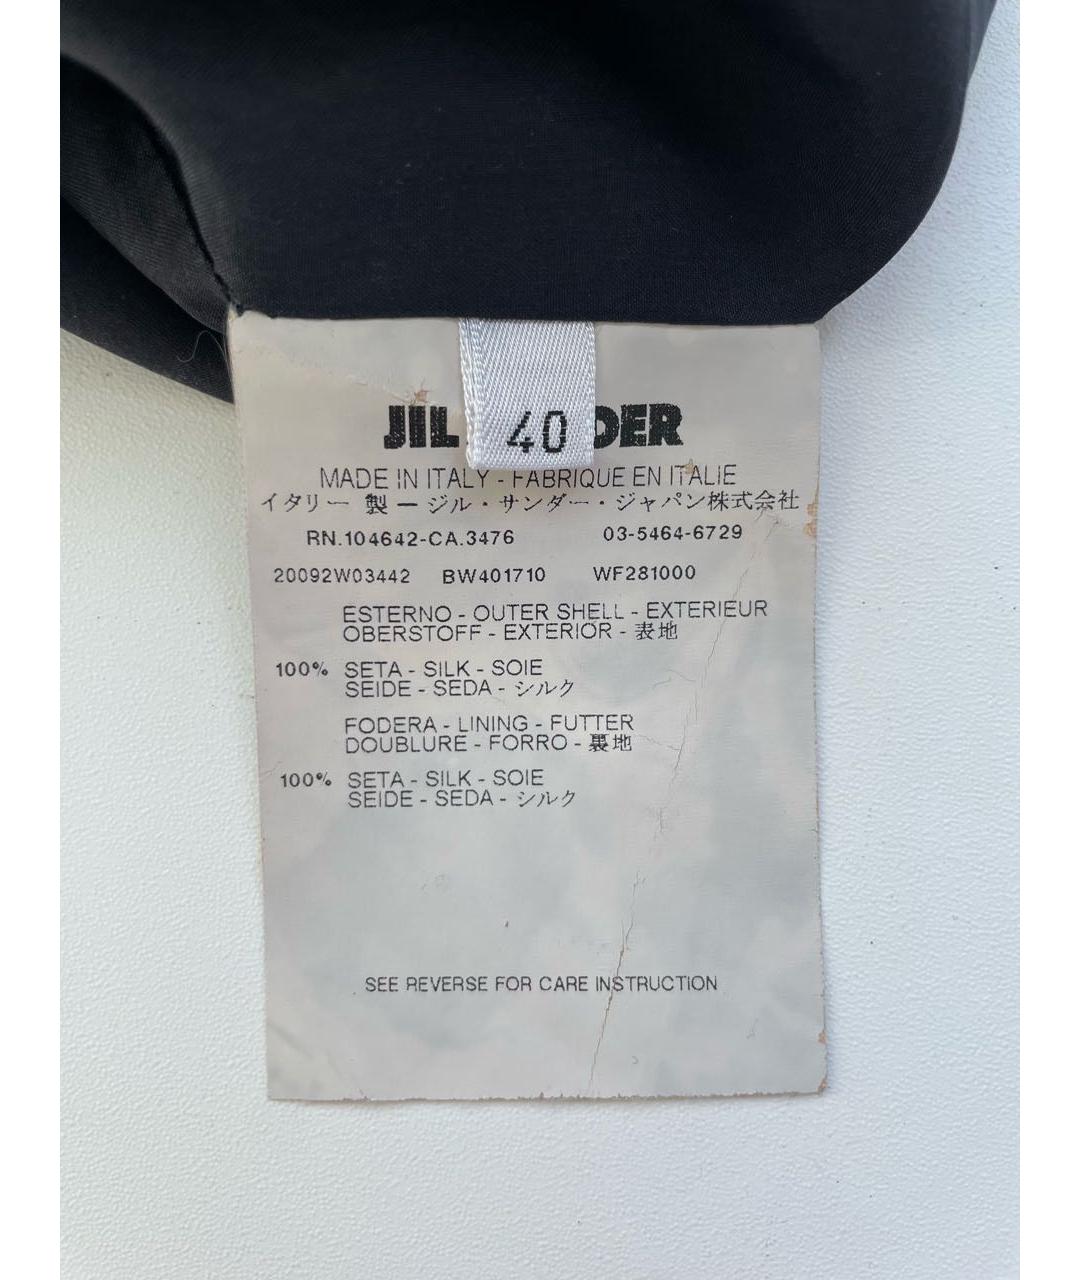 JIL DER
40
MADE IN ITALY - FABRIQUE EN ITALIE
イタリー 製 ー ジル・サンダー・ジャパン株式会社
RN.104642-CA.3476 03-5464-6729
20092W03442 BW401710 WF281000
ESTERNO - OUTER SHELL - EXTERIEUR
OBERSTOFF - EXTERIOR - 表地
100% SETA - SILK - SOIE
SEIDE - SEDA - シルク
FODERA - LINING - FUTTER
DOUBLURE - FORRO - 裏地
100% SETA - SILK - SOIE
SEIDE - SEDA - シルク
SEE REVERSE FOR CARE INSTRUCTION